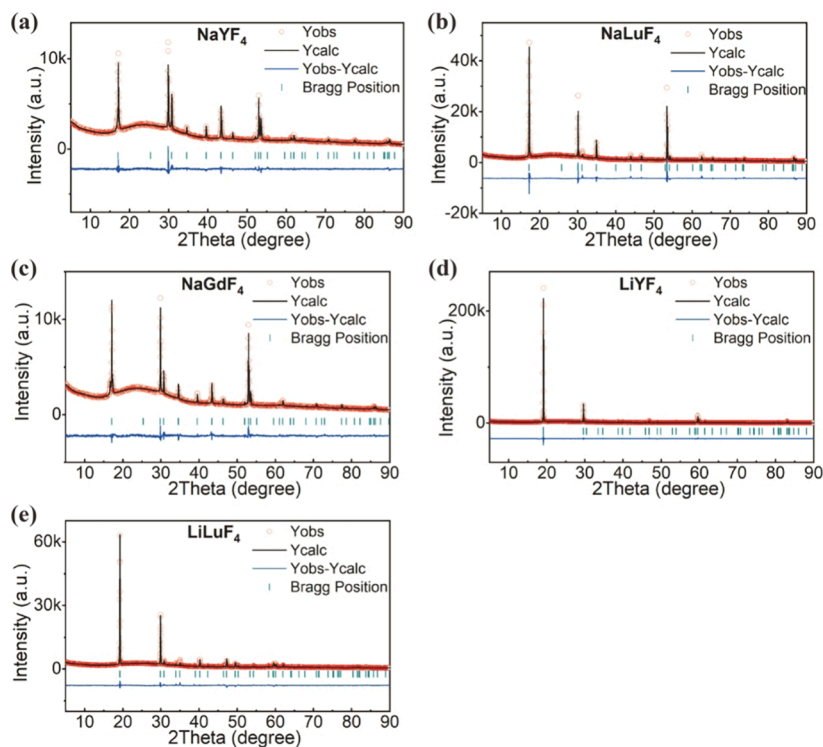 (a)
NaYF4
Yobs
Ycalc
Yobs-Ycalc
Bragg Position
10k
0
Intensity (a.u.)
10 20 30 40 50 60 70 80 90
2Theta (degree)
(b)
NaLuF4
Yobs
Ycalc
Yobs-Ycalc
Bragg Position
60k
40k
20k
0
-20k
Intensity (a.u.)
10 20 30 40 50 60 70 80 90
2Theta (degree)
(c)
NaGdF4
Yobs
Ycalc
Yobs-Ycalc
Bragg Position
10k
0
Intensity (a.u.)
10 20 30 40 50 60 70 80 90
2Theta (degree)
(d)
LiYF4
Yobs
Ycalc
Yobs-Ycalc
Bragg Position
200k
0
Intensity (a.u.)
10 20 30 40 50 60 70 80 90
2Theta (degree)
(e)
LiLuF4
Yobs
Ycalc
Yobs-Ycalc
Bragg Position
60k
30k
0
Intensity (a.u.)
10 20 30 40 50 60 70 80 90
2Theta (degree)